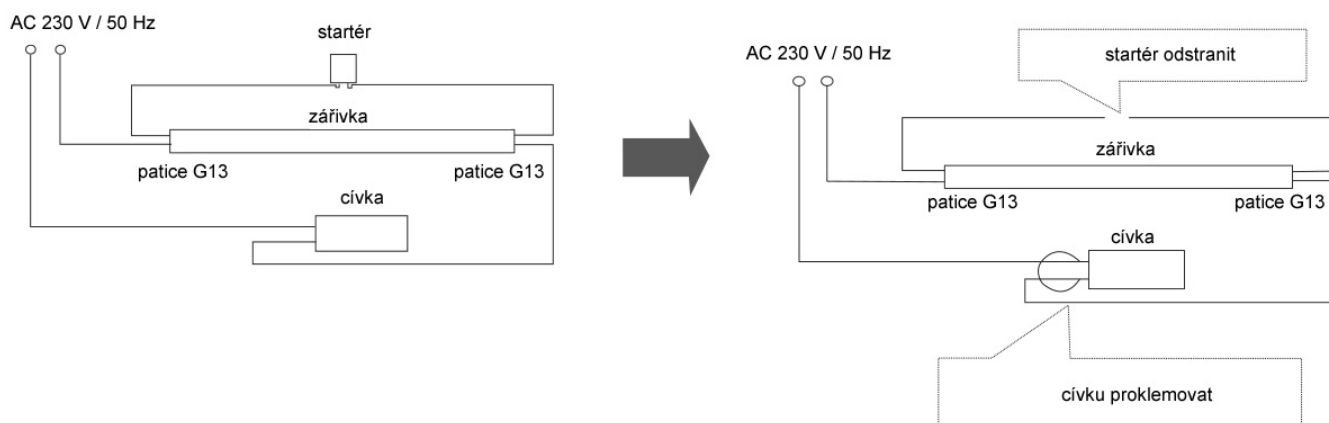 AC 230 V / 50 Hz
startér
zářivka
patice G13
patice G13
cívka
AC 230 V / 50 Hz
startér odstranit
zářivka
patice G13
patice G13
cívka
cívku proklemovat